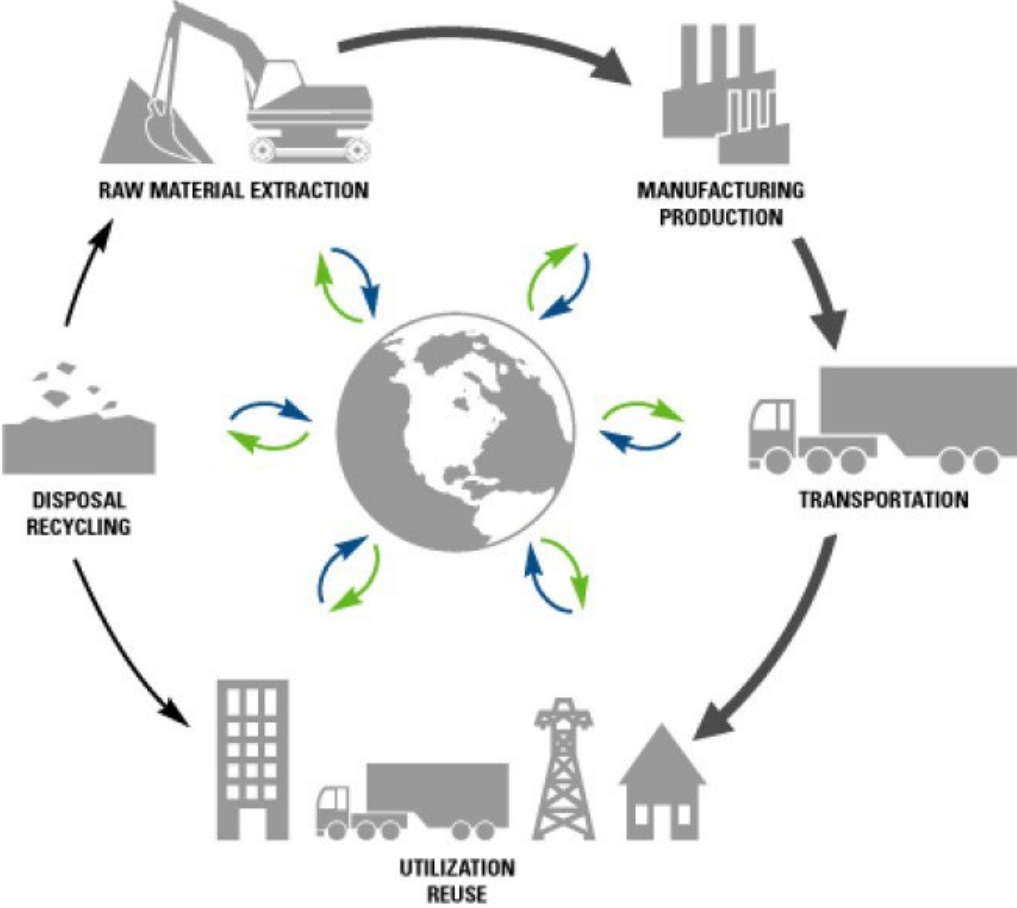 RAW MATERIAL EXTRACTION
MANUFACTURING
PRODUCTION
TRANSPORTATION
DISPOSAL
RECYCLING
UTILIZATION
REUSE